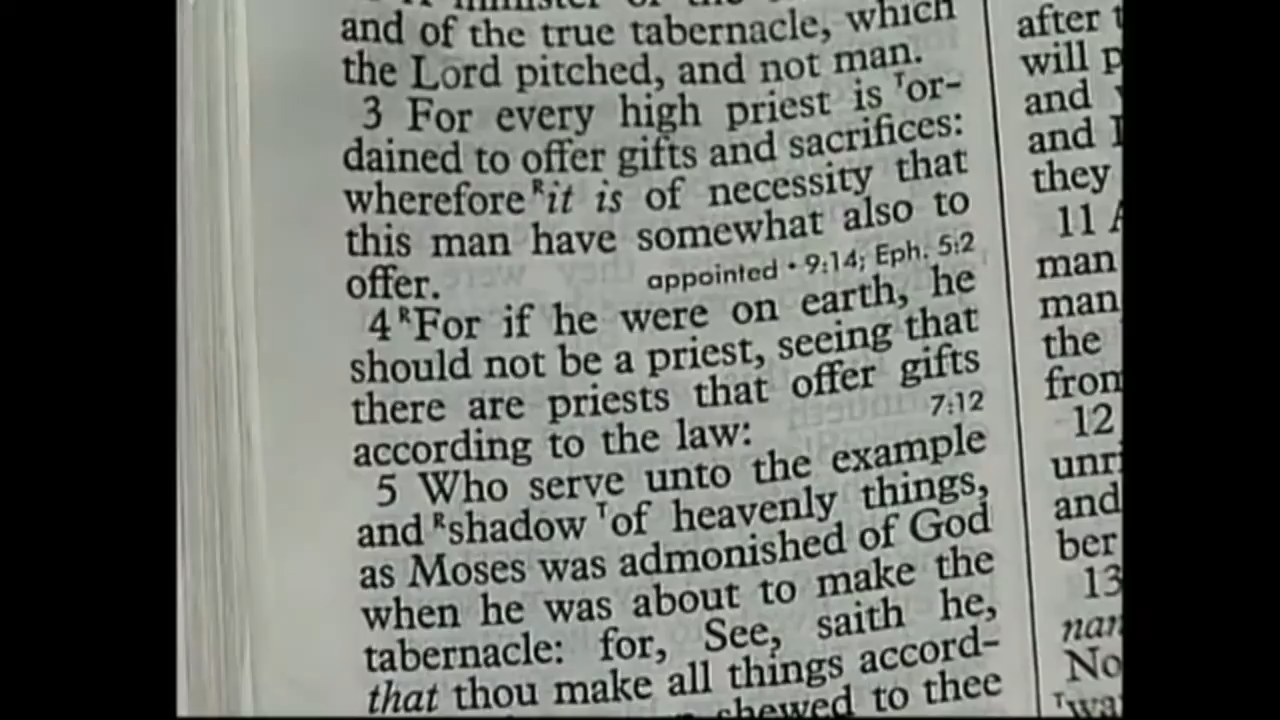 and of the true tabernacle, which
the Lord pitched, and not man.
3 For every high priest is ᵀor-
dained to offer gifts and sacrifices:
wherefore ᴿit is of necessity that
this man have somewhat also to
offer. appointed • 9:14; Eph. 5:2
4 ᴿFor if he were on earth, he
should not be a priest, seeing that
there are priests that offer gifts
according to the law: 7:12
5 Who serve unto the example
and ᴿshadow ᵀof heavenly things,
as Moses was admonished of God
when he was about to make the
tabernacle: for, See, saith he,
that thou make all things accord-
shewed to thee
after
will
and
and
they
11
man
man
the
from
12
and
ber
13
No